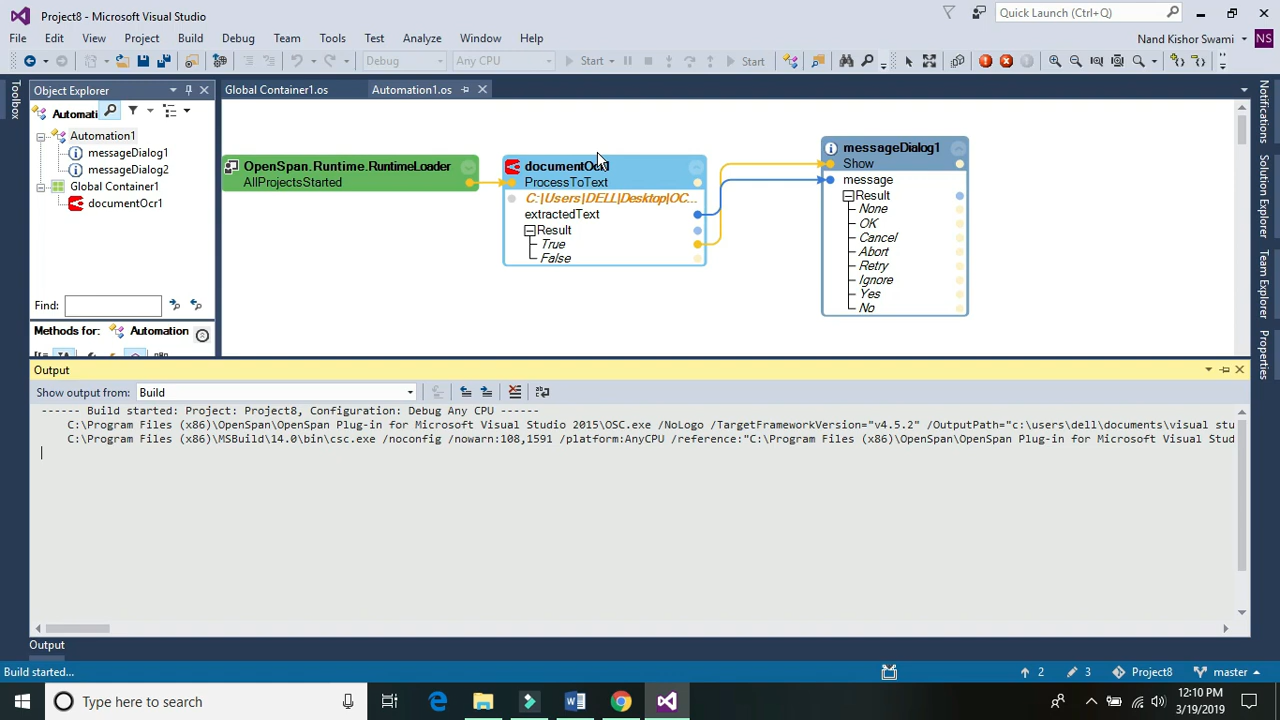 Project8 - Microsoft Visual Studio
Quick Launch (Ctrl+Q)
File Edit View Project Build Debug Team Tools Test Analyze Window Help
Nand Kishor Swami NS
Debug Any CPU Start Start
Toolbox
Object Explorer
Automati
Automation1
messageDialog1
messageDialog2
Global Container1
documentOcr1
Find:
Methods for: Automation
Global Container1.os Automation1.os
OpenSpan.Runtime.RuntimeLoader
AllProjectsStarted
documentOcr1
ProcessToText
C:\Users\DELL\Desktop\OC...
extractedText
Result
True
False
messageDialog1
Show
message
Result
None
OK
Cancel
Abort
Retry
Ignore
Yes
No
Notifications
Solution Explorer
Team Explorer
Properties
Output
Show output from: Build
------ Build started: Project: Project8, Configuration: Debug Any CPU ------
C:\Program Files (x86)\OpenSpan\OpenSpan Plug-in for Microsoft Visual Studio 2015\OSC.exe /NoLogo /TargetFrameworkVersion="v4.5.2" /OutputPath="c:\users\dell\documents\visual stu
C:\Program Files (x86)\MSBuild\14.0\bin\csc.exe /noconfig /nowarn:108,1591 /platform:AnyCPU /reference:"C:\Program Files (x86)\OpenSpan\OpenSpan Plug-in for Microsoft Visual Stud
Output
Build started... 2 3 Project8 master
Type here to search
12:10 PM
3/19/2019